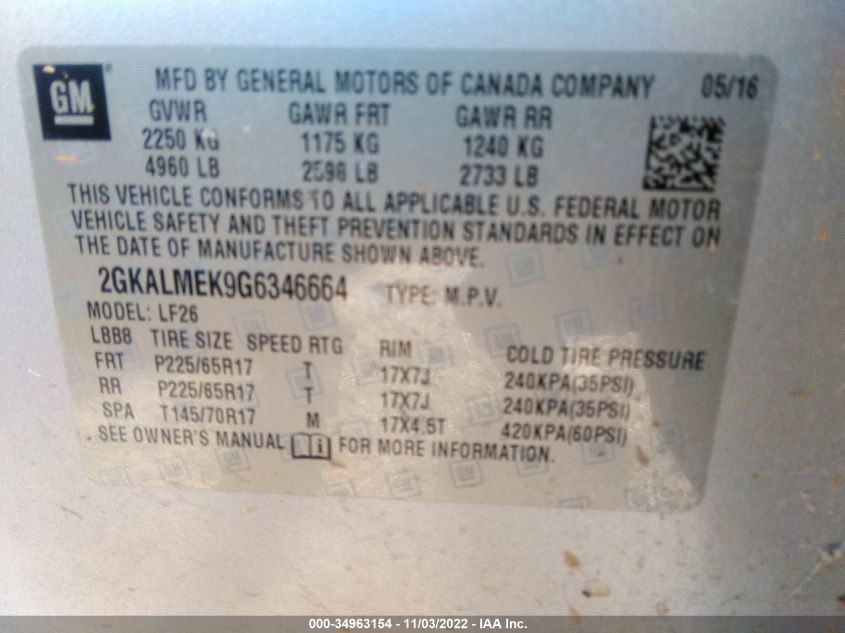 GM ® MFD BY GENERAL MOTORS OF CANADA COMPANY 05/16
GVWR GAWR FRT GAWR RR
2250 KG 1175 KG 1240 KG
4960 LB 2598 LB 2733 LB
THIS VEHICLE CONFORMS TO ALL APPLICABLE U.S. FEDERAL MOTOR
VEHICLE SAFETY AND THEFT PREVENTION STANDARDS IN EFFECT ON
THE DATE OF MANUFACTURE SHOWN ABOVE.
2GKALMEK9G6346664 TYPE: M.P.V.
MODEL: LF26
LBB8 TIRE SIZE SPEED RTG RIM COLD TIRE PRESSURE
FRT P225/65R17 T 17X7J 240KPA(35PSI)
RR P225/65R17 T 17X7J 240KPA(35PSI)
SPA T145/70R17 M 17X4.5T 420KPA(60PSI)
. SEE OWNER'S MANUAL i FOR MORE INFORMATION.
000-34963154 - 11/03/2022 - IAA Inc.